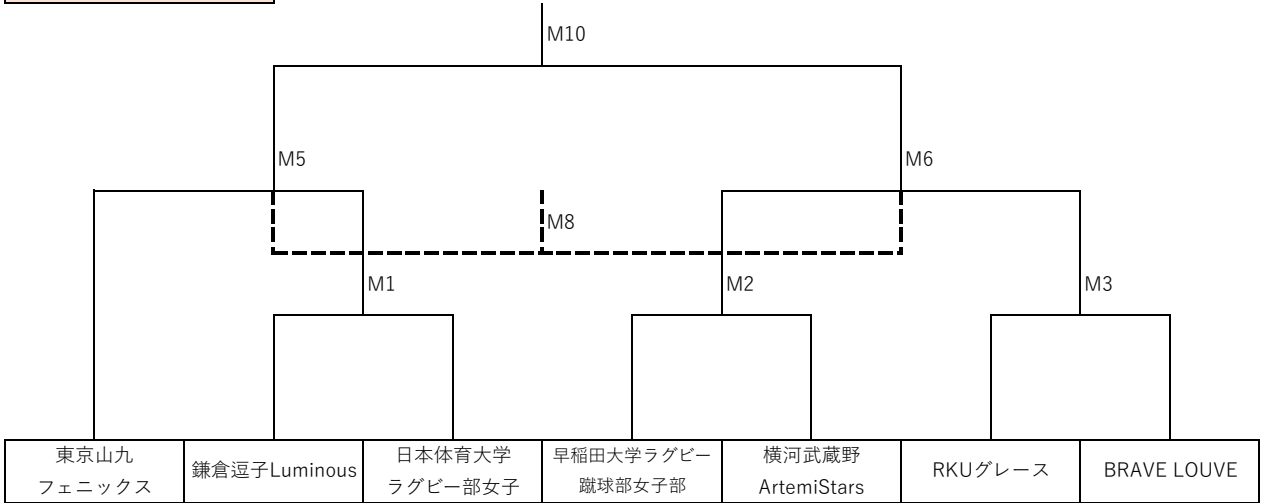 M10
M5
M6
M8
M1
M2
M3
東京山九
フェニックス
鎌倉逗子Luminous
日本体育大学
ラグビー部女子
早稲田大学ラグビー
蹴球部女子部
横河武蔵野
ArtemiStars
RKUグレース
BRAVE LOUVE